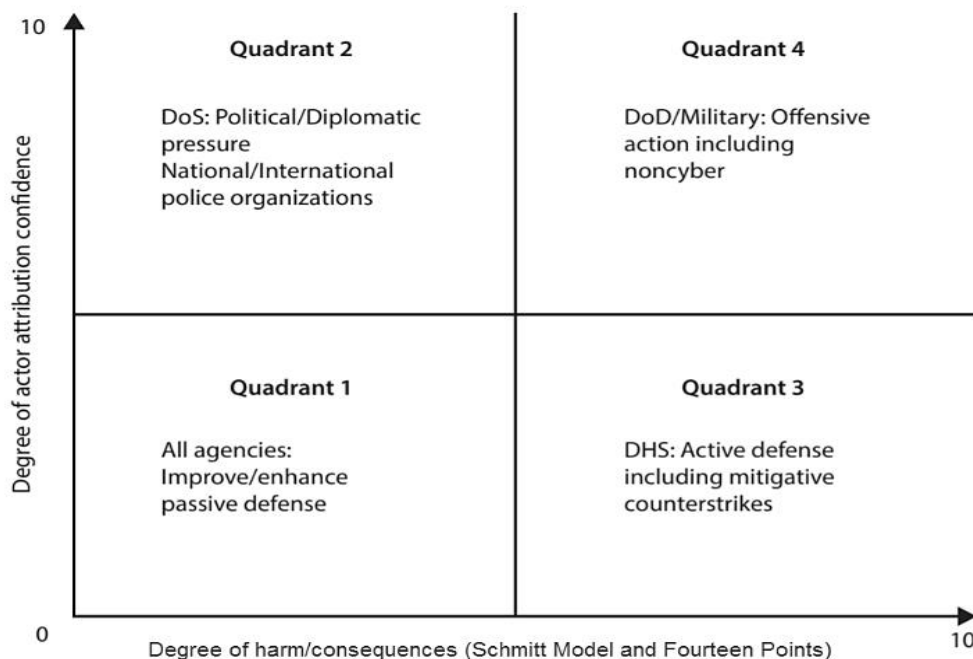 10
Quadrant 2
Quadrant 4
DoS: Political/Diplomatic
pressure
National/International
police organizations
DoD/Military: Offensive
action including
noncyber
Degree of actor attribution confidence
Quadrant 1
Quadrant 3
All agencies:
Improve/enhance
passive defense
DHS: Active defense
including mitigative
counterstrikes
0
Degree of harm/consequences (Schmitt Model and Fourteen Points)
10